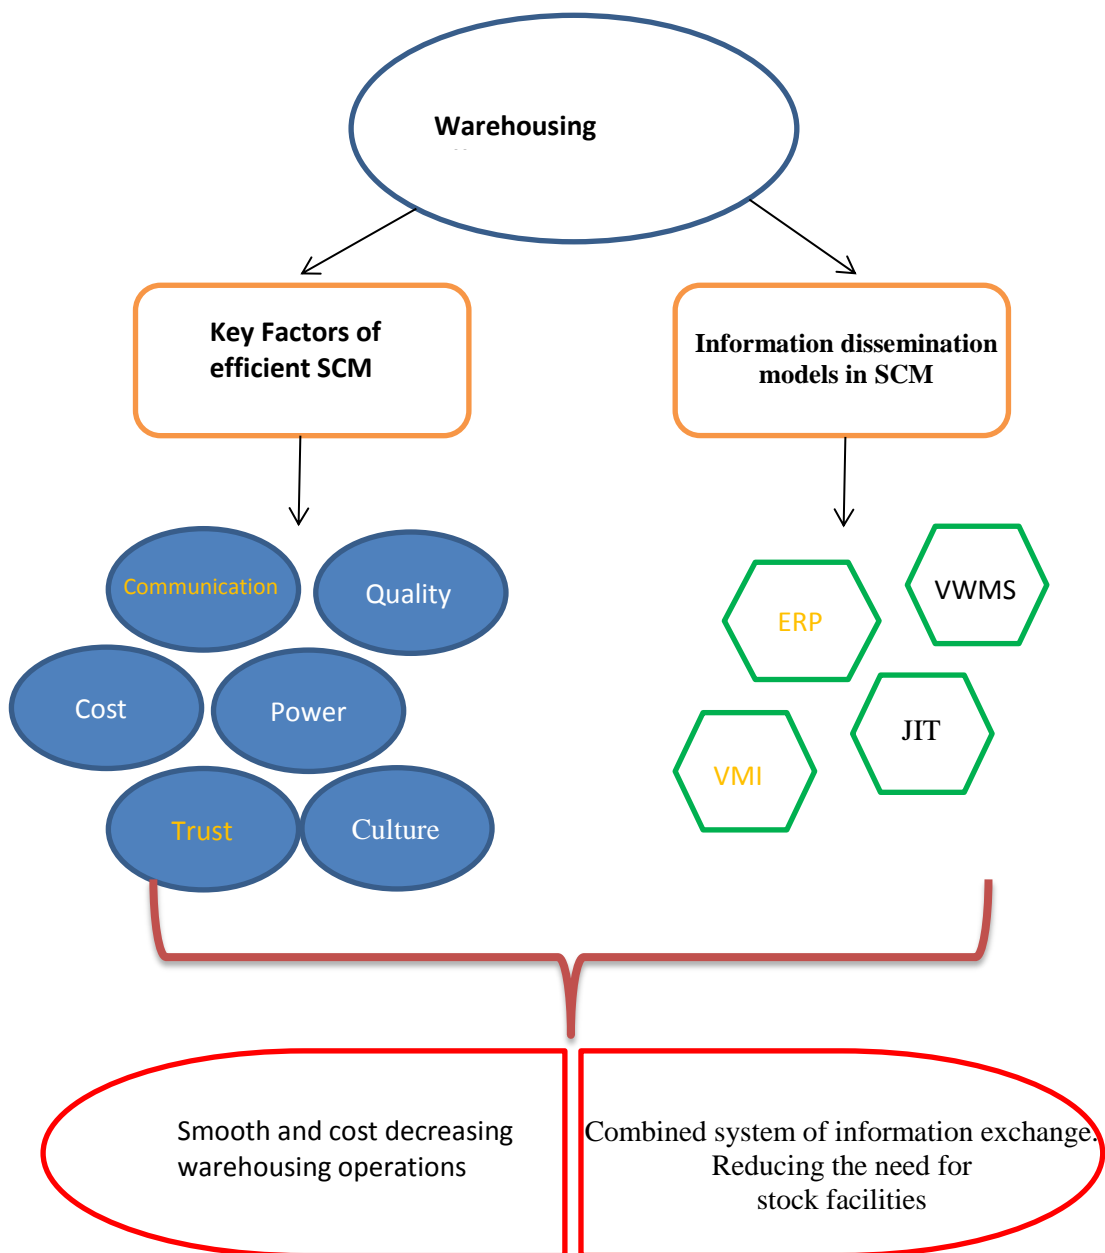 Warehousing
Key Factors of
efficient SCM
Information dissemination
models in SCM
Communication
Quality
Cost
Power
Trust
Culture
ERP
VWMS
VMI
JIT
Smooth and cost decreasing
warehousing operations
Combined system of information exchange.
Reducing the need for
stock facilities